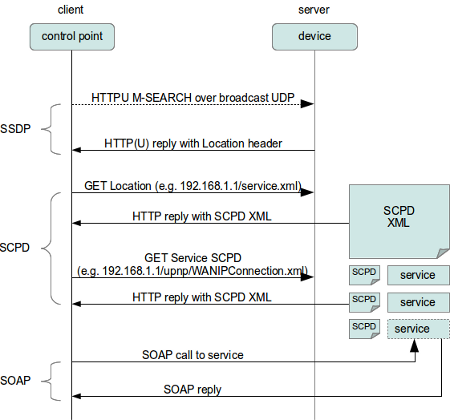 client
server
control point
device
HTTPU M-SEARCH over broadcast UDP
SSDP
HTTP(U) reply with Location header
GET Location (e.g. 192.168.1.1/service.xml)
SCPD
XML
HTTP reply with SCPD XML
SCPD
GET Service SCPD
(e.g. 192.168.1.1/upnp/WANIPConnection.xml)
SCPD
service
HTTP reply with SCPD XML
SCPD
service
SCPD
service
SOAP call to service
SOAP
SOAP reply